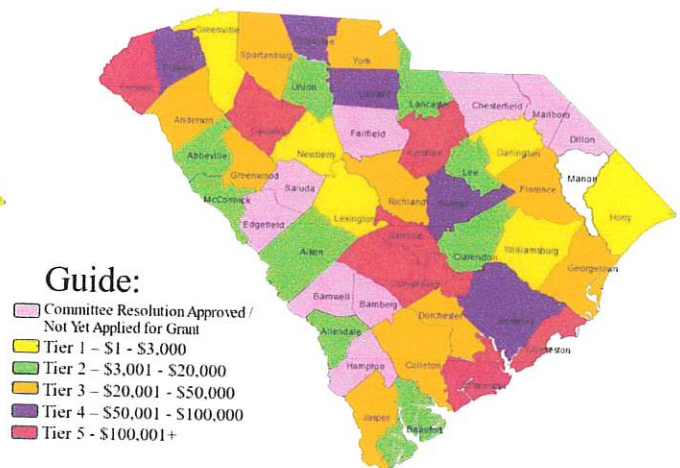 Greenville
Spartanburg
York
Union
Lancaster
Chesterfield
Marlboro
Dillon
Anderson
Fairfield
Abbeville
Newberry
Darlington
Lee
Greenwood
Saluda
Marion
McCormick
Richland
Florence
Edgefield
Lexington
Horry
Aiken
Clarendon
Williamsburg
Georgetown
Guide:
Committee Resolution Approved /
Not Yet Applied for Grant
Tier 1 – $1 - $3,000
Tier 2 – $3,001 - $20,000
Tier 3 – $20,001 - $50,000
Tier 4 – $50,001 - $100,000
Tier 5 - $100,001+
Barnwell
Bamberg
Allendale
Dorchester
Hampton
Colleton
Jasper
Beaufort